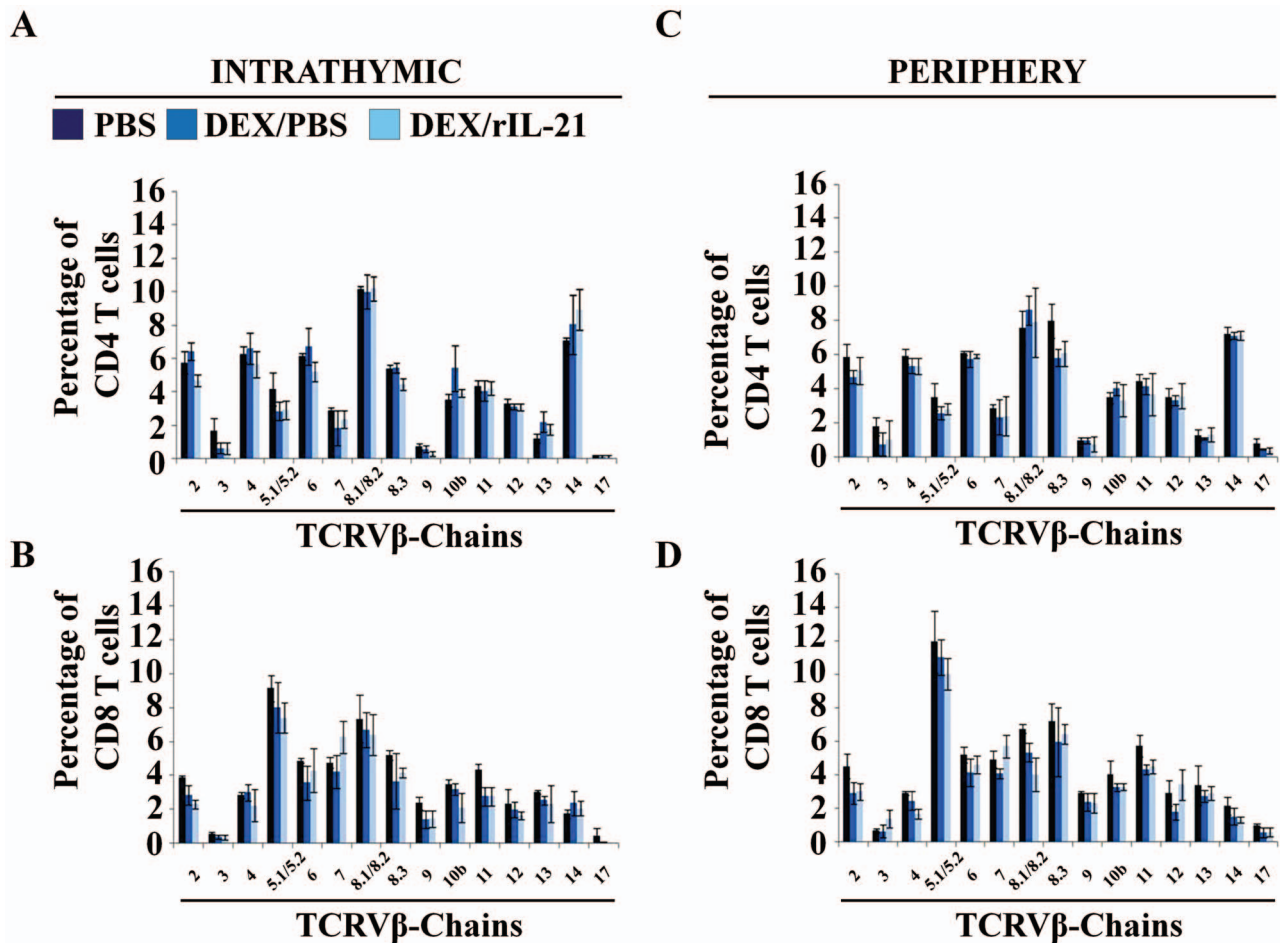 A
INTRATHYMIC
PBS DEX/PBS DEX/rIL-21
Percentage of
CD4 T cells
16
14
12
10
8
6
4
2
0
2 3 4 5.1/5.2 6 7 8.1/8.2 8.3 9 10b 11 12 13 14 17
TCRVβ-Chains
B
Percentage of
CD8 T cells
16
14
12
10
8
6
4
2
0
2 3 4 5.1/5.2 6 7 8.1/8.2 8.3 9 10b 11 12 13 14 17
TCRVβ-Chains
C
PERIPHERY
Percentage of
CD4 T cells
16
14
12
10
8
6
4
2
0
2 3 4 5.1/5.2 6 7 8.1/8.2 8.3 9 10b 11 12 13 14 17
TCRVβ-Chains
D
Percentage of
CD8 T cells
16
14
12
10
8
6
4
2
0
2 3 4 5.1/5.2 6 7 8.1/8.2 8.3 9 10b 11 12 13 14 17
TCRVβ-Chains